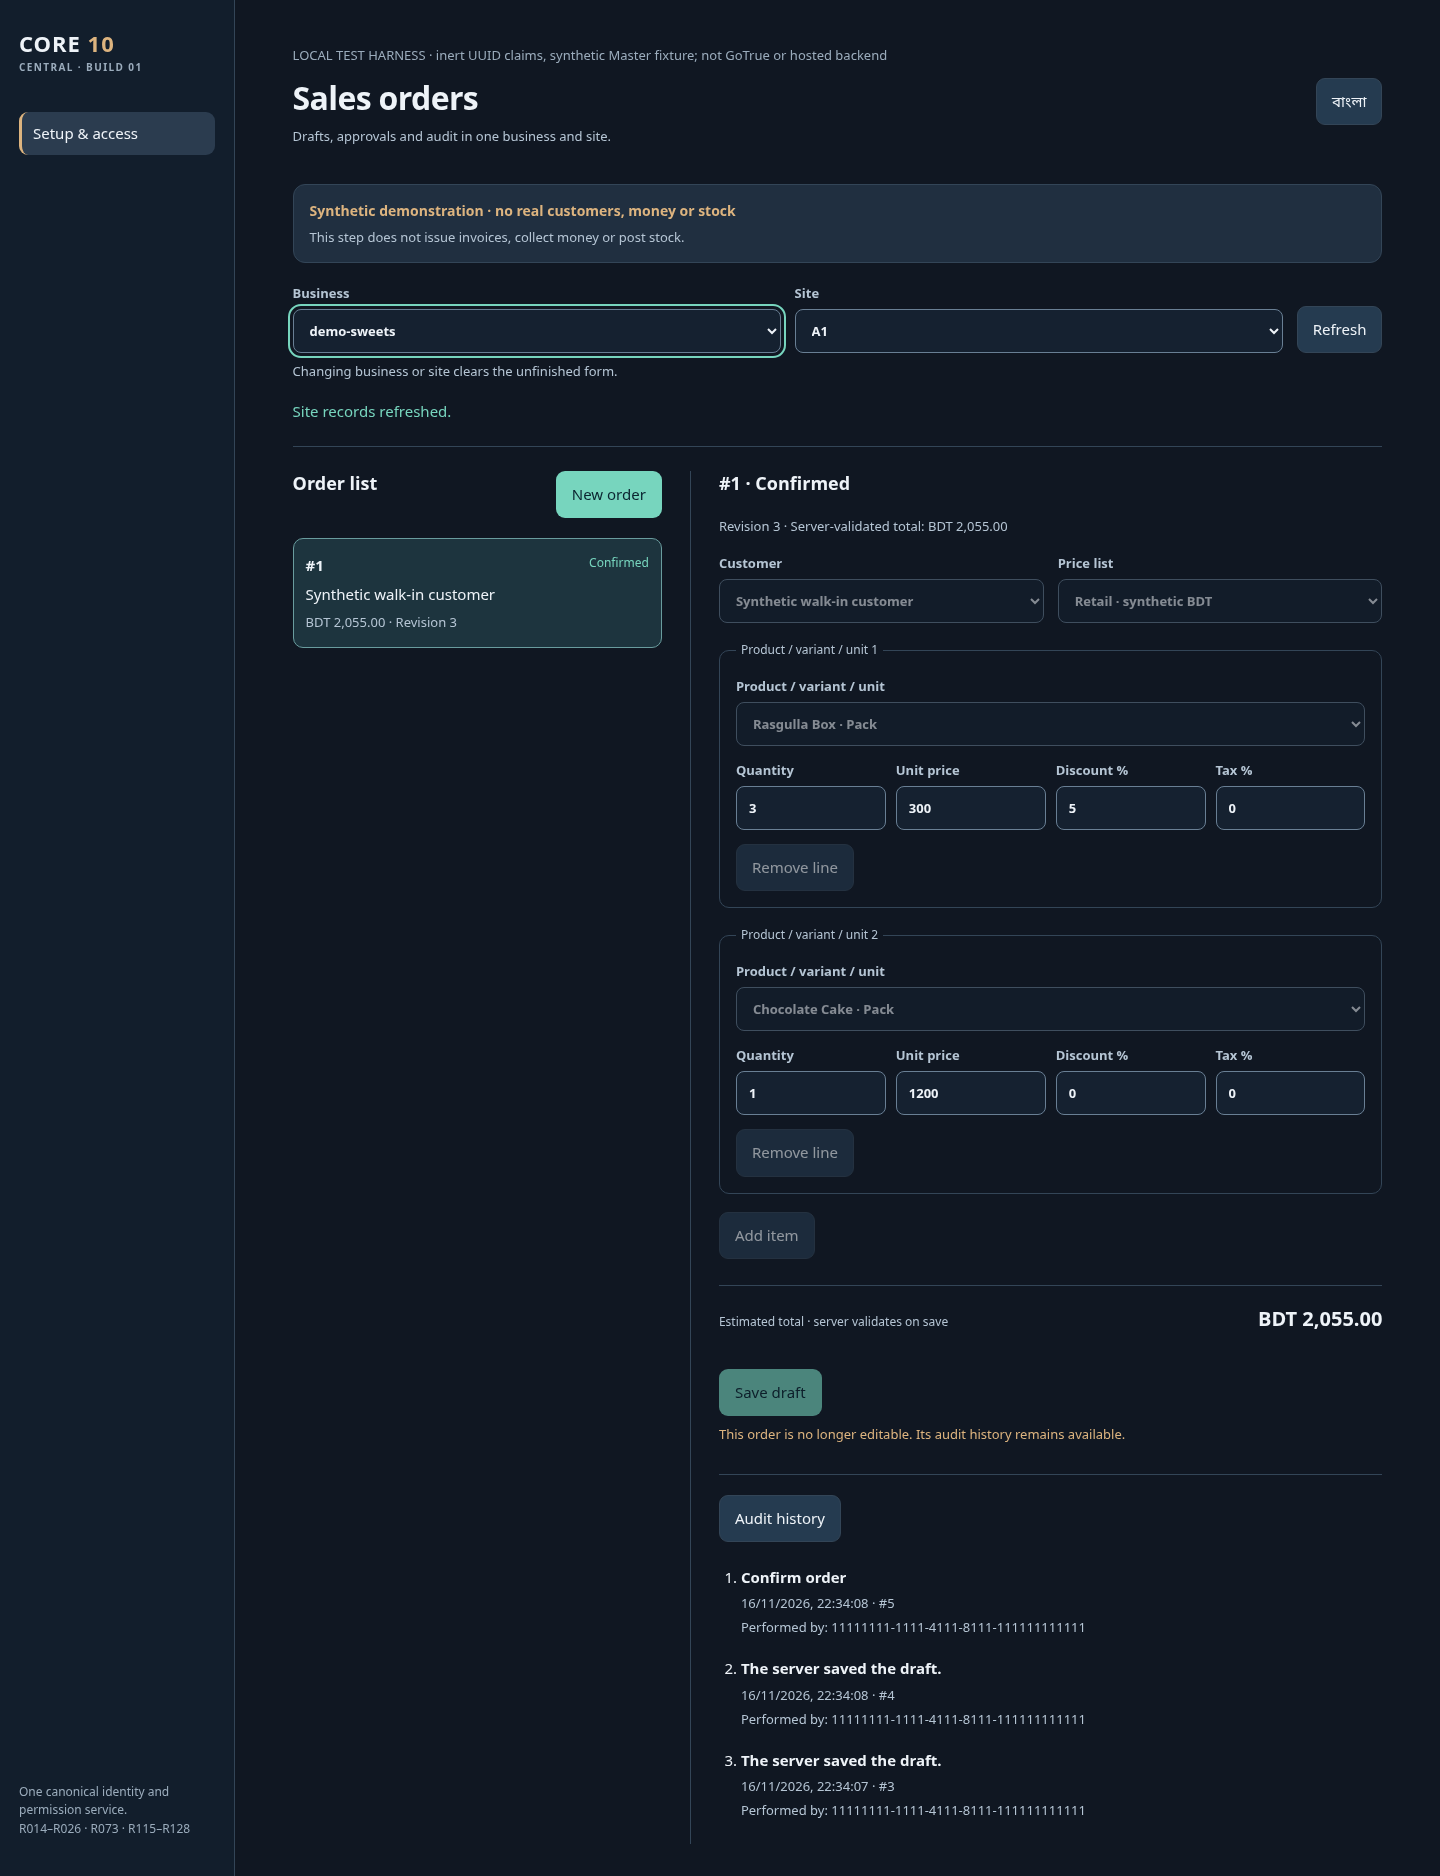 CORE 10
CENTRAL · BUILD 01
Setup & access
LOCAL TEST HARNESS · inert UUID claims, synthetic Master fixture; not GoTrue or hosted backend
Sales orders
বাংলা
Drafts, approvals and audit in one business and site.
Synthetic demonstration · no real customers, money or stock
This step does not issue invoices, collect money or post stock.
Business
Site
demo-sweets
A1
Refresh
Changing business or site clears the unfinished form.
Site records refreshed.
Order list
New order
#1
Confirmed
Synthetic walk-in customer
BDT 2,055.00 · Revision 3
#1 · Confirmed
Revision 3 · Server-validated total: BDT 2,055.00
Customer
Price list
Synthetic walk-in customer
Retail · synthetic BDT
Product / variant / unit 1
Product / variant / unit
Rasgulla Box · Pack
Quantity
Unit price
Discount %
Tax %
3
300
5
0
Remove line
Product / variant / unit 2
Product / variant / unit
Chocolate Cake · Pack
Quantity
Unit price
Discount %
Tax %
1
1200
0
0
Remove line
Add item
Estimated total · server validates on save
BDT 2,055.00
Save draft
This order is no longer editable. Its audit history remains available.
Audit history
1. Confirm order
16/11/2026, 22:34:08 · #5
Performed by: 11111111-1111-4111-8111-111111111111
2. The server saved the draft.
16/11/2026, 22:34:08 · #4
Performed by: 11111111-1111-4111-8111-111111111111
3. The server saved the draft.
16/11/2026, 22:34:07 · #3
Performed by: 11111111-1111-4111-8111-111111111111
One canonical identity and
permission service.
R014–R026 · R073 · R115–R128